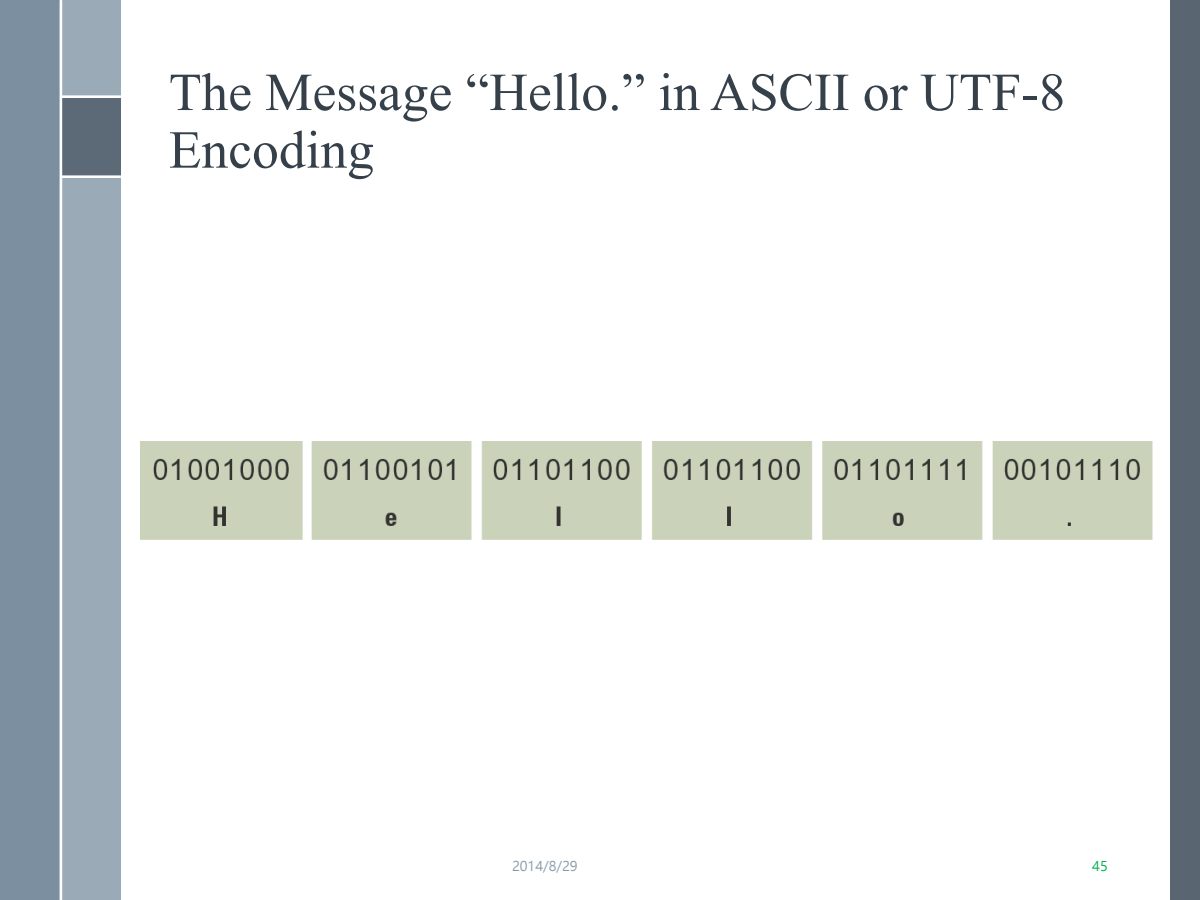 The Message “Hello.” in ASCII or UTF-8
Encoding
01001000 01100101 01101100 01101100 01101111 00101110
H e l l o .
2014/8/29 45